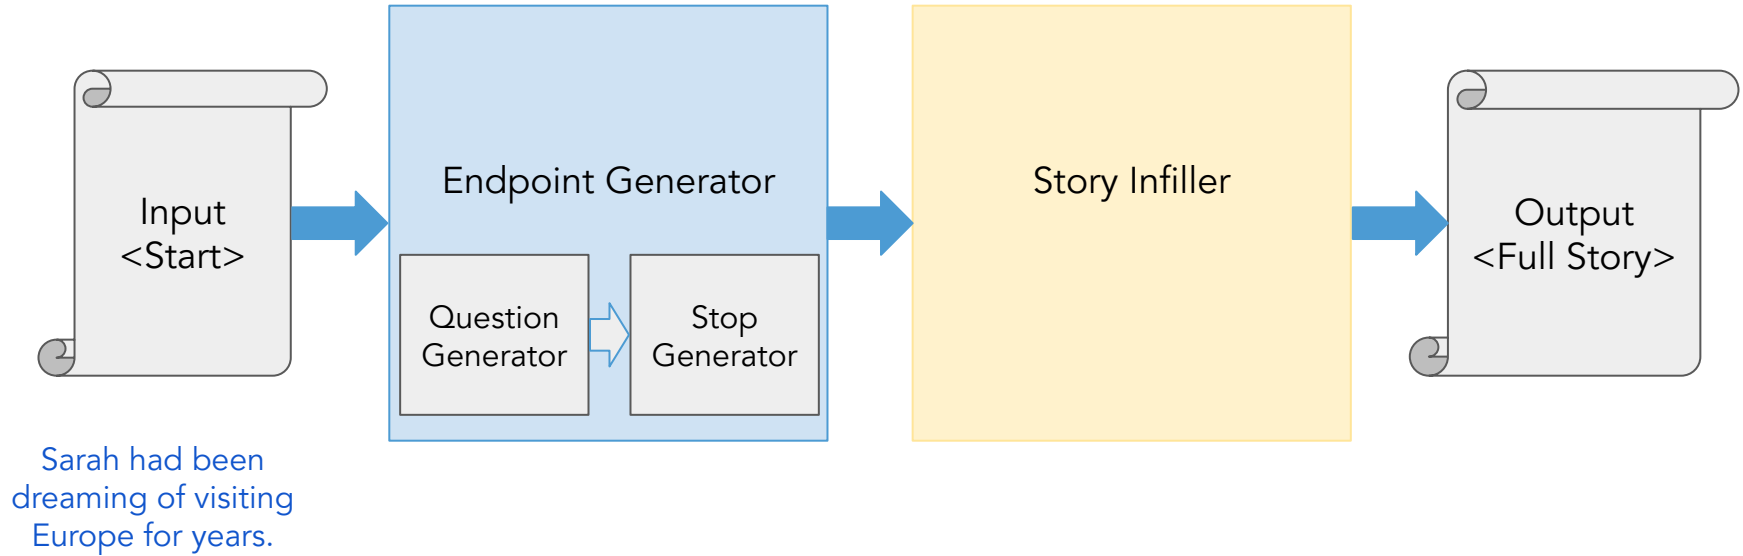 Input
<Start>
Endpoint Generator
Question
Generator
Stop
Generator
Story Infiller
Output
<Full Story>
Sarah had been
dreaming of visiting
Europe for years.